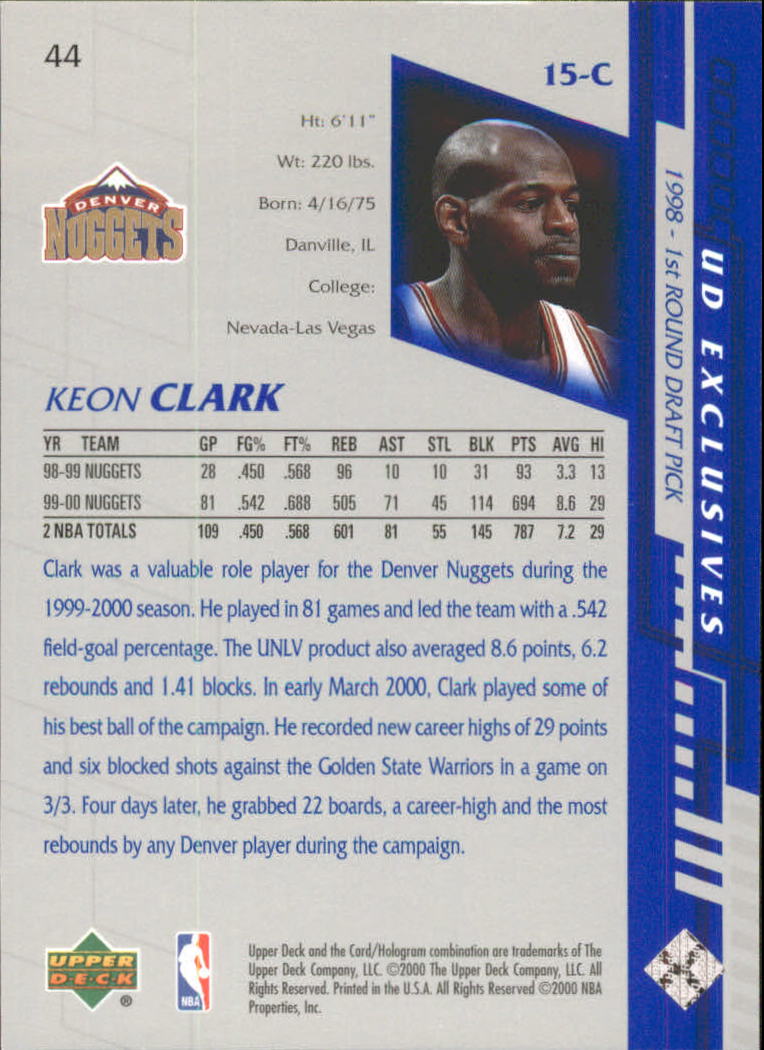 44
15-C
Ht: 6'11"
Wt: 220 lbs.
Born: 4/16/75
Danville, IL
College:
Nevada-Las Vegas
DENVER
NUGGETS
1998 - 1st ROUND DRAFT PICK
UD EXCLUSIVES
KEON CLARK
YR TEAM GP FG% FT% REB AST STL BLK PTS AVG HI
98-99 NUGGETS 28 .450 .568 96 10 10 31 93 3.3 13
99-00 NUGGETS 81 .542 .688 505 71 45 114 694 8.6 29
2 NBA TOTALS 109 .450 .568 601 81 55 145 787 7.2 29
Clark was a valuable role player for the Denver Nuggets during the
1999-2000 season. He played in 81 games and led the team with a .542
field-goal percentage. The UNLV product also averaged 8.6 points, 6.2
rebounds and 1.41 blocks. In early March 2000, Clark played some of
his best ball of the campaign. He recorded new career highs of 29 points
and six blocked shots against the Golden State Warriors in a game on
3/3. Four days later, he grabbed 22 boards, a career-high and the most
rebounds by any Denver player during the campaign.
UPPER
DECK
®
NBA
Upper Deck and the Card/Hologram combination are trademarks of The
Upper Deck Company, LLC. ©2000 The Upper Deck Company, LLC. All
Rights Reserved. Printed in the U.S.A. All Rights Reserved ©2000 NBA
Properties, Inc.